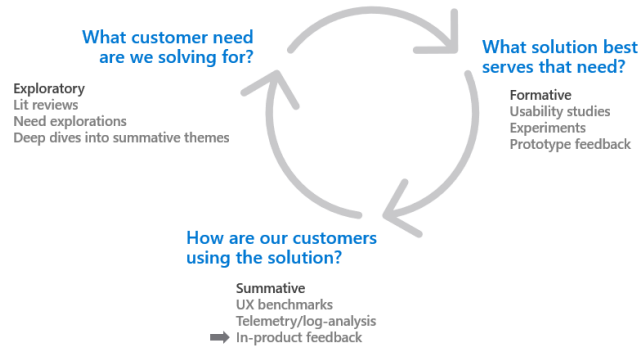 What customer need
are we solving for?
Exploratory
Lit reviews
Need explorations
Deep dives into summative themes
What solution best
serves that need?
Formative
Usability studies
Experiments
Prototype feedback
How are our customers
using the solution?
Summative
UX benchmarks
Telemetry/log-analysis
In-product feedback